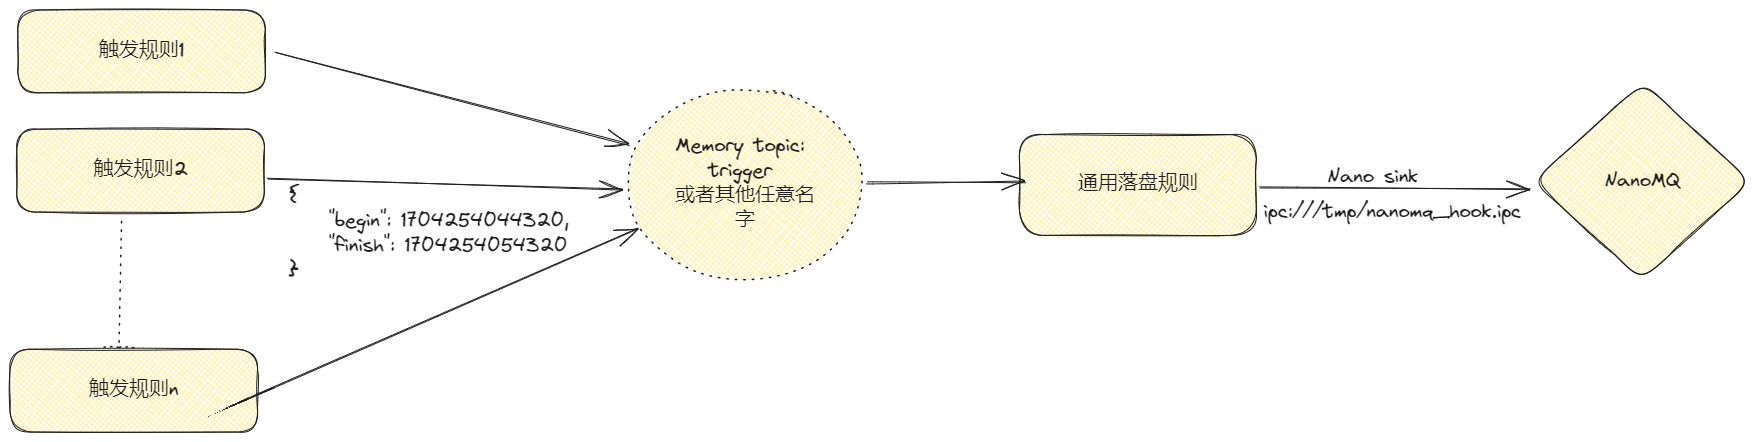 触发规则1
触发规则2
{
"begin": 1704254044320,
"finish": 1704254054320
}
触发规则n
Memory topic:
trigger
或者其他任意名
字
通用落盘规则
Nano sink
ipc:///tmp/nanomq_hook.ipc
NanoMQ